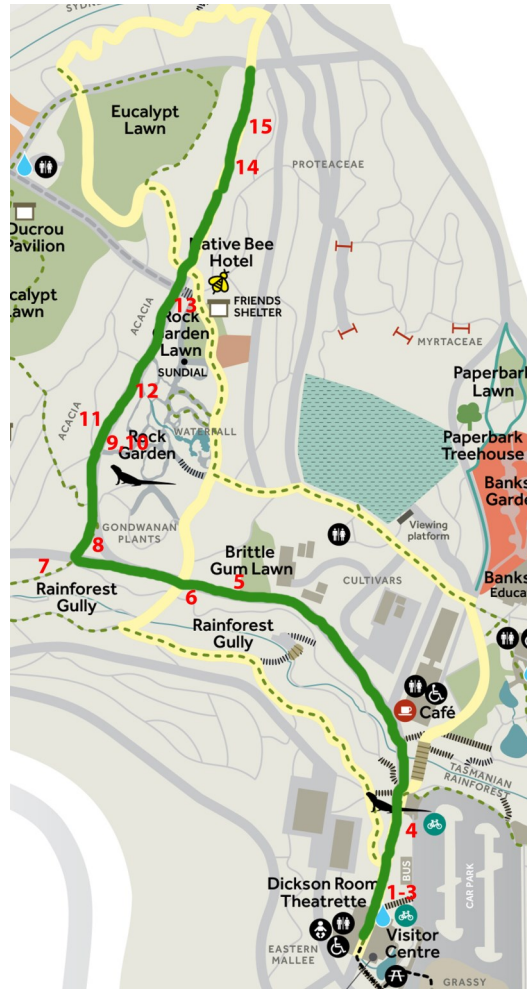 SYDN
Eucalypt
Lawn
15
14
PROTEACEAE
Ducrou
Pavilion
Native Bee
Hotel
calypt
Lawn
ACACIA
13
FRIENDS
SHELTER
Rock
Garden
Lawn
SUNDIAL
MYRTACEAE
12
Paperbark
Lawn
ACACIA
11
9,10
Rock
Garden
WATERFALL
Paperbark
Treehouse
Banks
Garde
GONDWANAN
PLANTS
Viewing
platform
8
7
Brittle
Gum Lawn
5
CULTIVARS
6
Banks
Educa
Rainforest
Gully
Rainforest
Gully
Café
TASMANIAN
RAINFOREST
4
BUS
CAR PARK
1-3
Dickson Room
Theatrette
Visitor
Centre
EASTERN
MALLEE
GRASSY